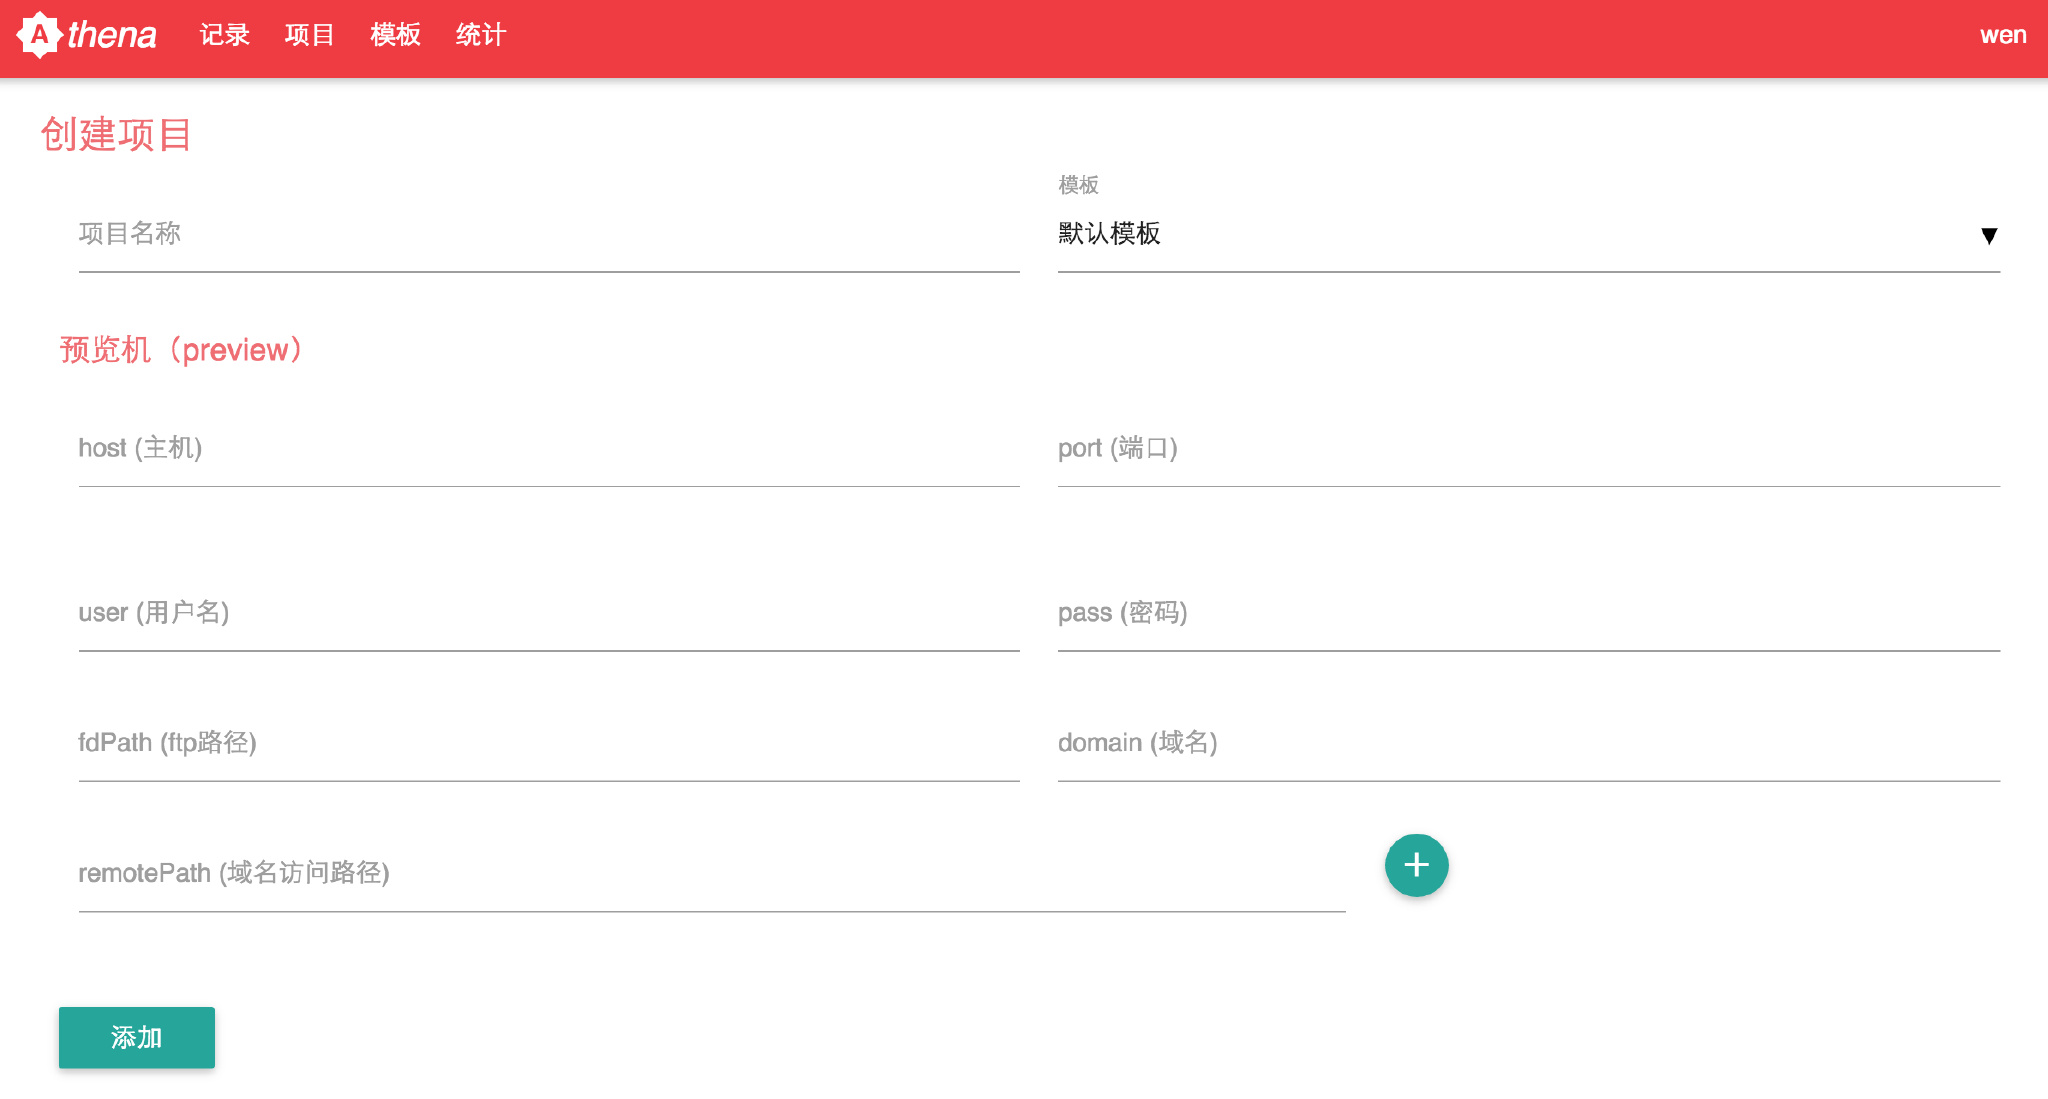 Athena 记录 项目 模板 统计 wen
创建项目
模板
项目名称 默认模板
预览机（preview）
host (主机) port (端口)
user (用户名) pass (密码)
fdPath (ftp路径) domain (域名)
remotePath (域名访问路径)
添加